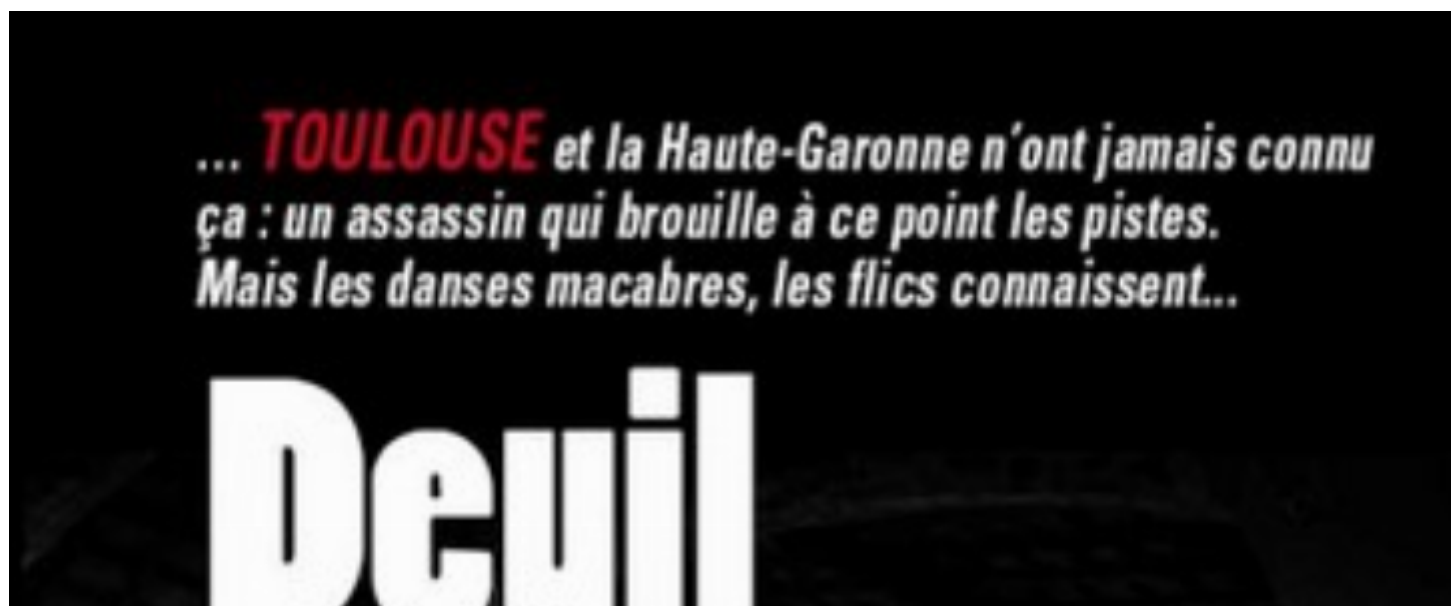 ... TOULOUSE et la Haute-Garonne n’ont jamais connu
ça : un assassin qui brouille à ce point les pistes.
Mais les danses macabres, les flics connaissent...
Deuil